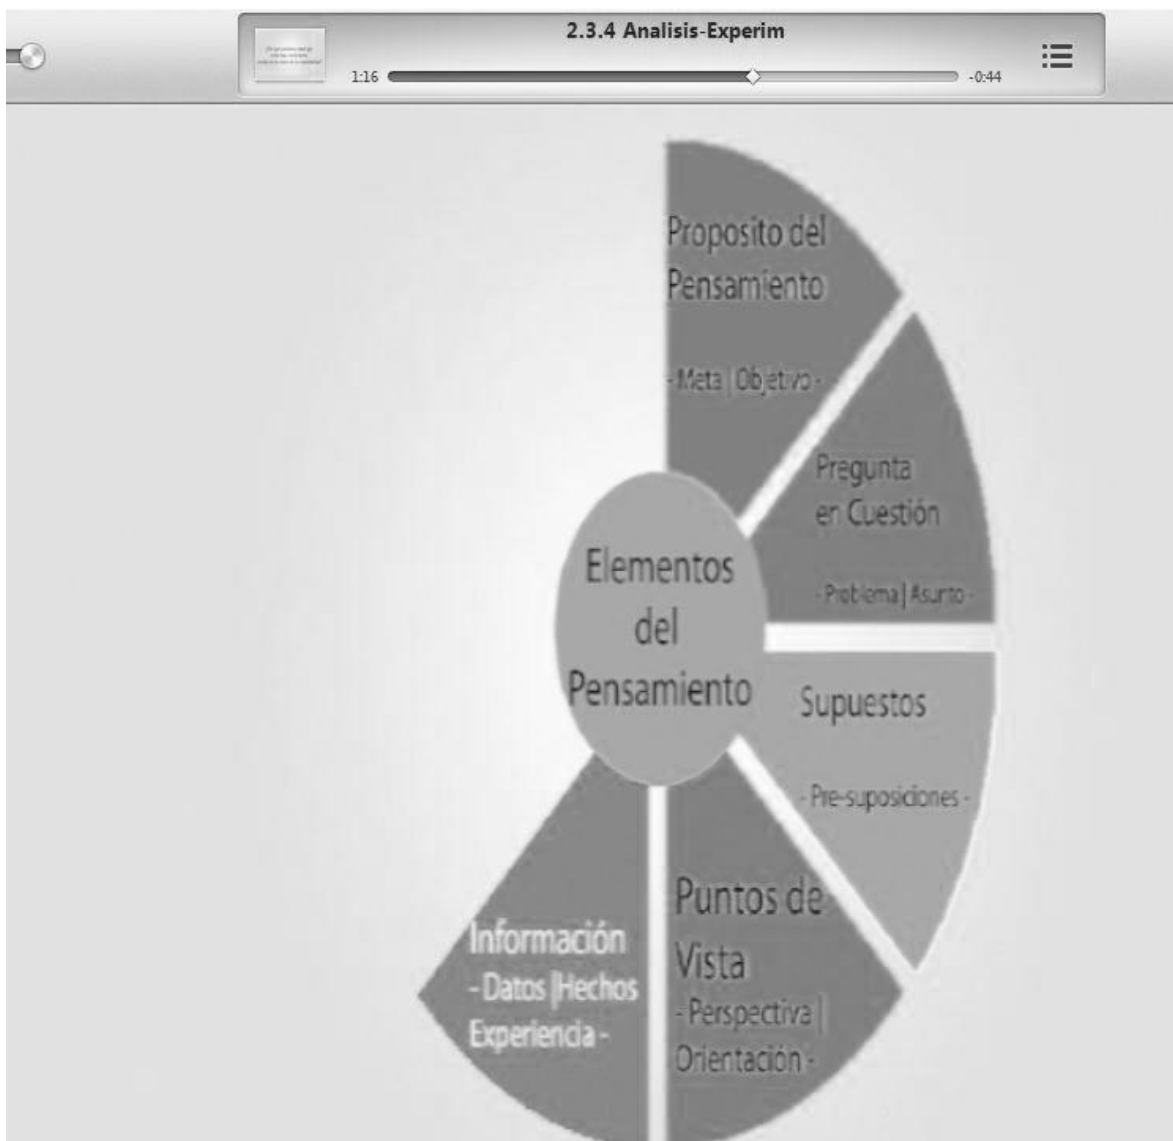 2.3.4 Analisis-Experim
1:16
-0:44
Proposito del
Pensamiento
- Meta | Objetivo -
Pregunta
en Cuestión
- Problema | Asunto -
Elementos
del
Pensamiento
Supuestos
- Pre-suposiciones -
Puntos de
Vista
- Perspectiva |
Orientación -
Información
- Datos |Hechos
Experiencia -